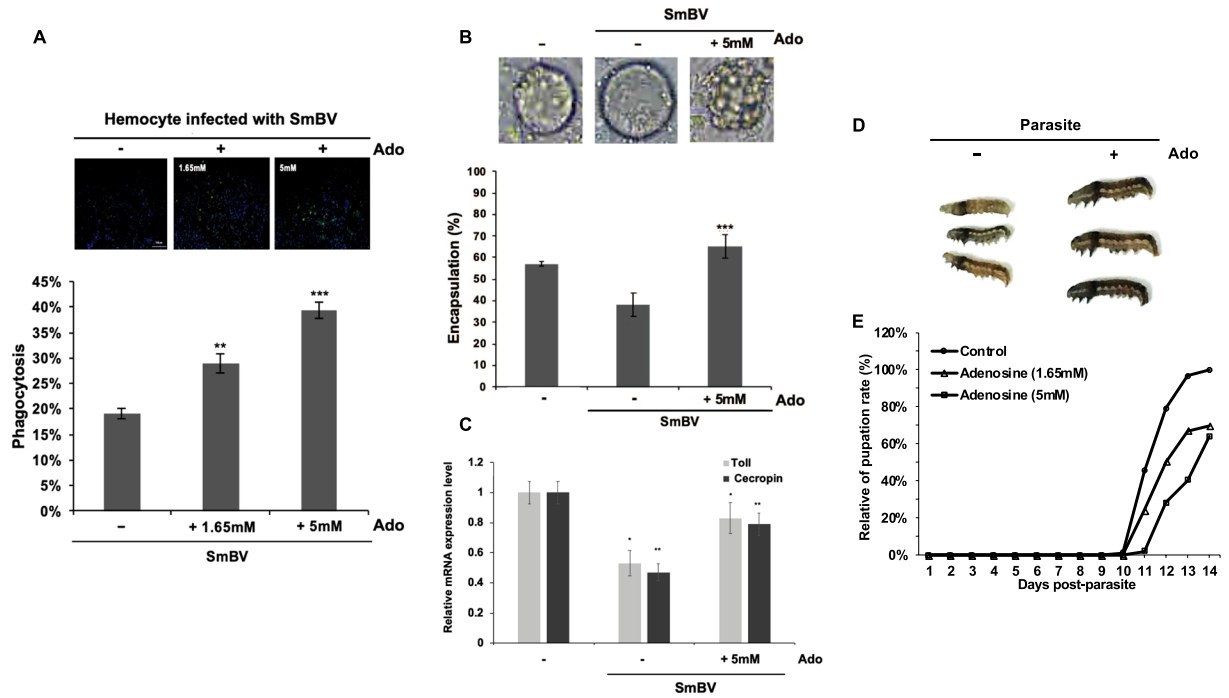 A
Hemocyte infected with SmBV
- + + Ado
1.65mM 5mM
45%
40%
35%
30%
25%
20%
15%
10%
5%
0%
Phagocytosis
**
***
– + 1.65mM + 5mM Ado
SmBV
B
SmBV
– – + 5mM Ado
100
90
80
70
60
50
40
30
20
10
0
Encapsulation (%)
***
- - + 5mM Ado
SmBV
C
1.2
1
0.8
0.6
0.4
0.2
0
Relative mRNA expression level
Toll
Cecropin
* **
* **
- - + 5mM Ado
SmBV
D
Parasite
– + Ado
E
120%
100%
80%
60%
40%
20%
0%
Relative of pupation rate (%)
Control
Adenosine (1.65mM)
Adenosine (5mM)
1 2 3 4 5 6 7 8 9 10 11 12 13 14
Days post-parasite